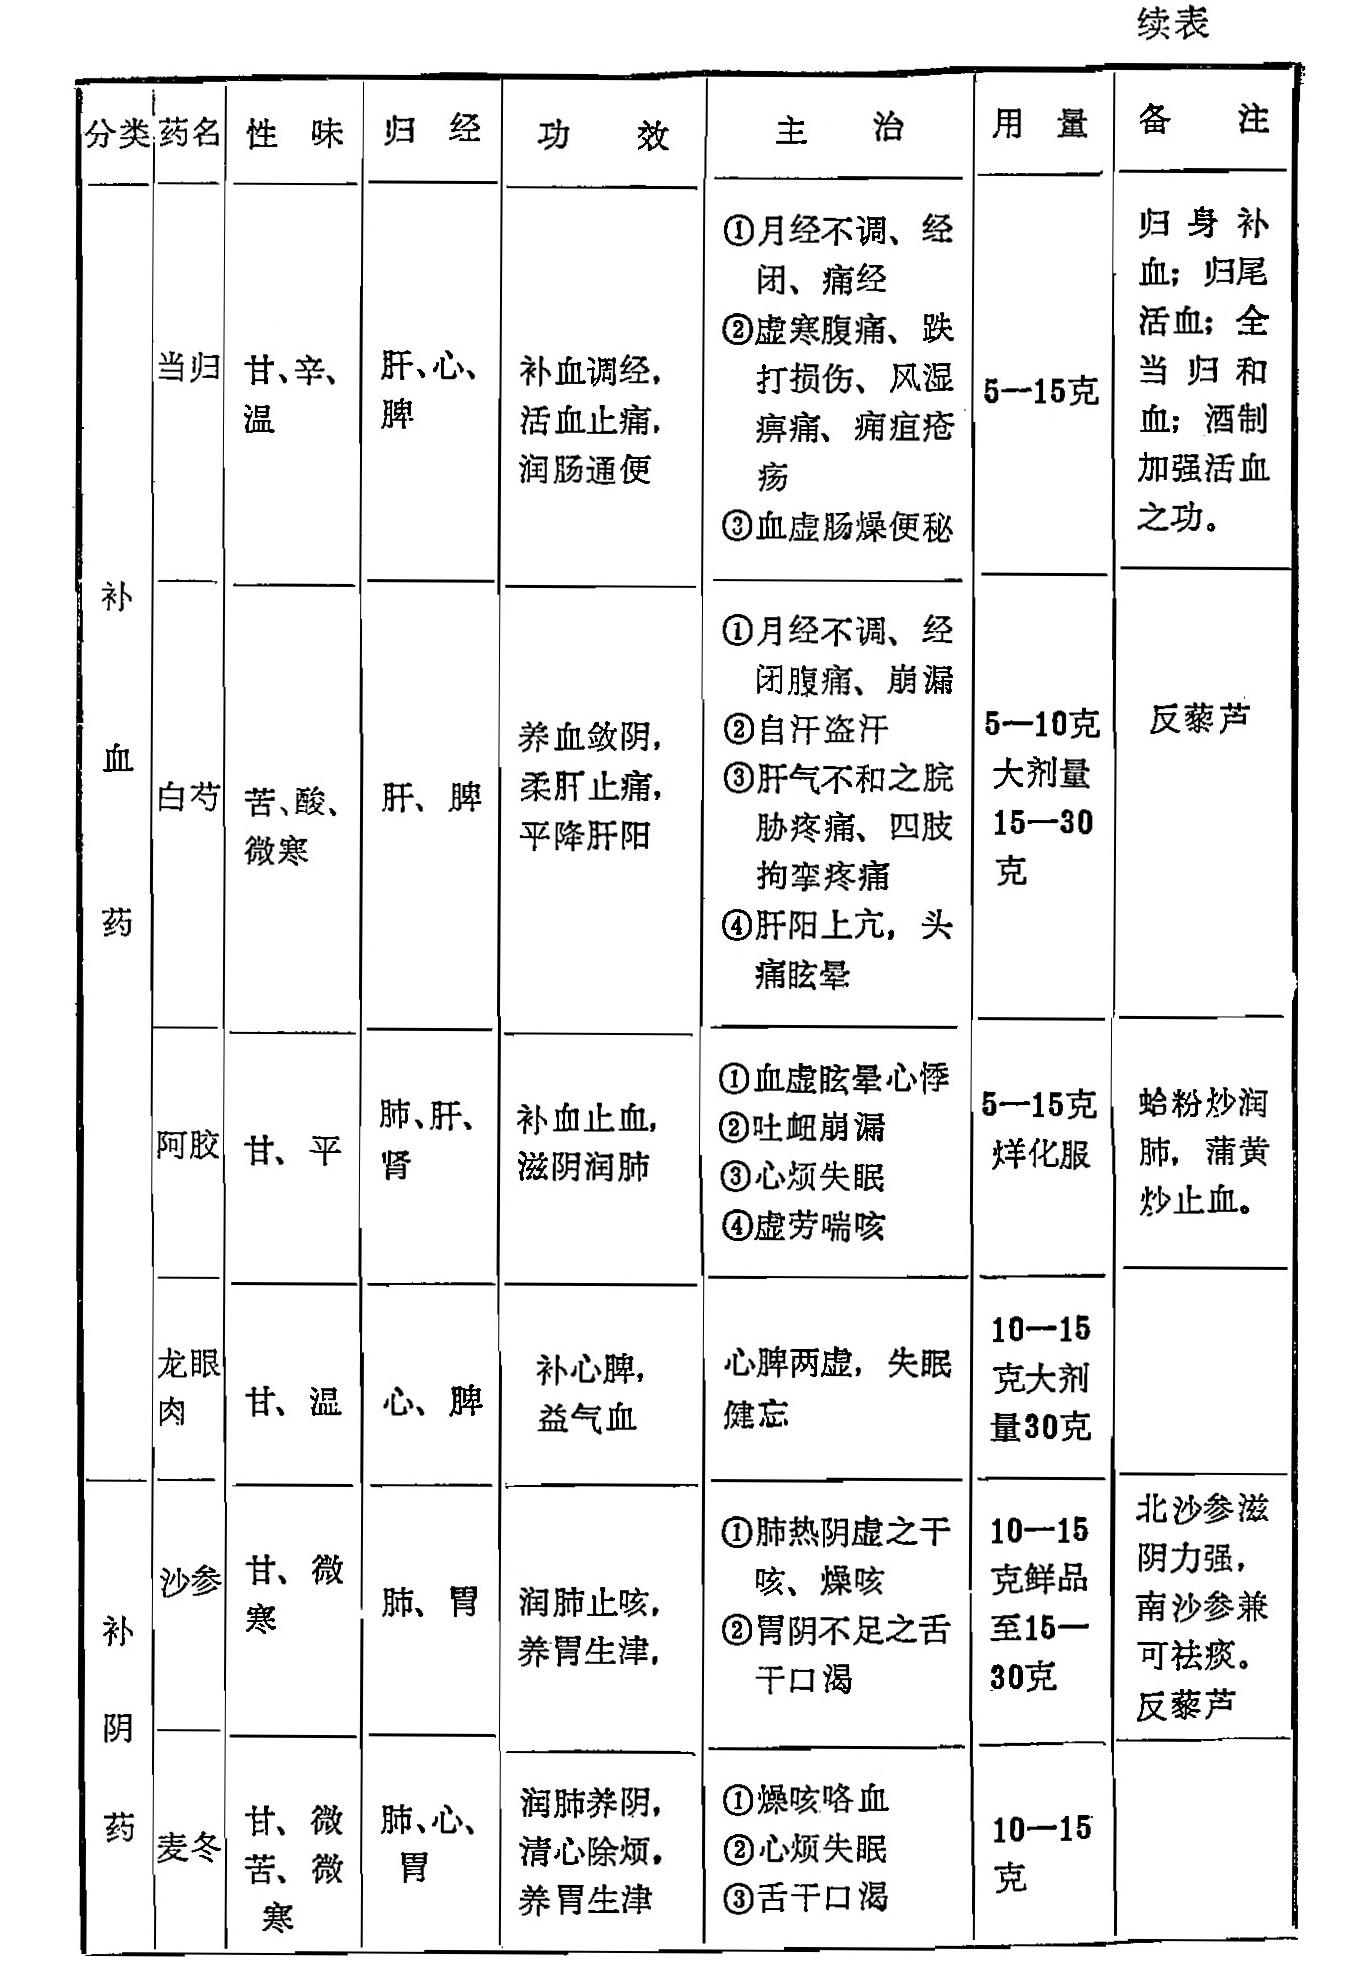 续表
分类 药名 性味 归经 功效 主治 用量 备注
补
血
药
当归
甘、辛、
温
肝、心、
脾
补血调经，
活血止痛，
润肠通便
①月经不调、经
闭、痛经
②虚寒腹痛、跌
打损伤、风湿
痹痛、痈疽疮
疡
③血虚肠燥便秘
5—15克
归身补
血；归尾
活血；全
当归和
血；酒制
加强活血
之功。
白芍
苦、酸、
微寒
肝、脾
养血敛阴，
柔肝止痛，
平降肝阳
①月经不调、经
闭腹痛、崩漏
②自汗盗汗
③肝气不和之脘
胁疼痛、四肢
拘挛疼痛
④肝阳上亢，头
痛眩晕
5—10克
大剂量
15—30
克
反藜芦
阿胶
甘、平
肺、肝、
肾
补血止血，
滋阴润肺
①血虚眩晕心悸
②吐衄崩漏
③心烦失眠
④虚劳喘咳
5—15克
烊化服
蛤粉炒润
肺，蒲黄
炒止血。
龙眼
肉
甘、温
心、脾
补心脾，
益气血
心脾两虚，失眠
健忘
10—15
克大剂
量30克
补
阴
药
沙参
甘、微
寒
肺、胃
润肺止咳，
养胃生津，
①肺热阴虚之干
咳、燥咳
②胃阴不足之舌
干口渴
10—15
克鲜品
至15—
30克
北沙参滋
阴力强，
南沙参兼
可祛痰。
反藜芦
麦冬
甘、微
苦、微
寒
肺、心、
胃
润肺养阴，
清心除烦，
养胃生津
①燥咳咯血
②心烦失眠
③舌干口渴
10—15
克